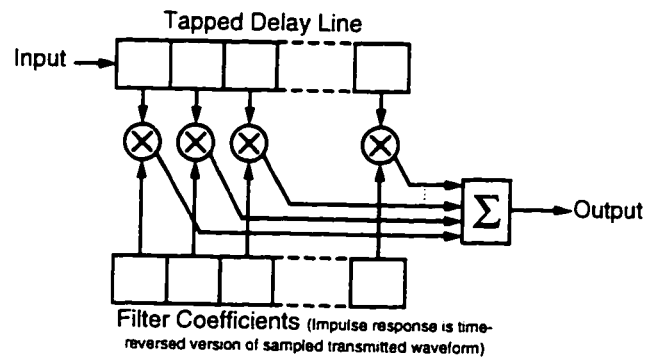 Tapped Delay Line
Input
Σ
Output
Filter Coefficients (Impulse response is time-
reversed version of sampled transmitted waveform)